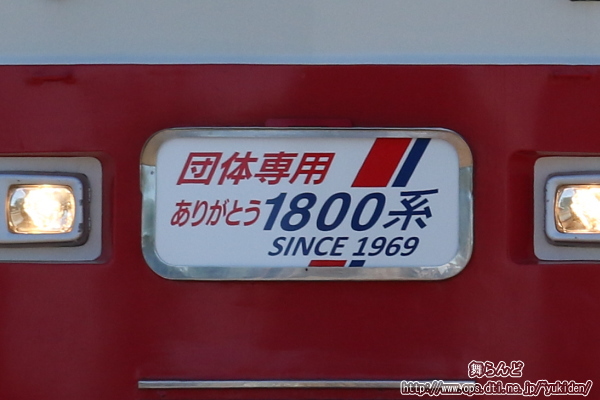 団体専用
ありがとう1800系
SINCE 1969
舞らんど
http://www.ops.dti.ne.jp/~yukiden/